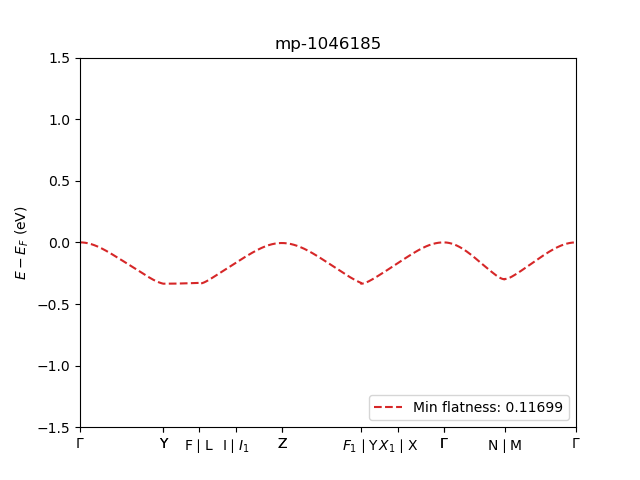 mp-1046185
E − E_F (eV)
1.5
1.0
0.5
0.0
−0.5
−1.0
−1.5
Min flatness: 0.11699
Γ Y F | L I | I₁ Z F₁ | Y X₁ | X Γ N | M Γ